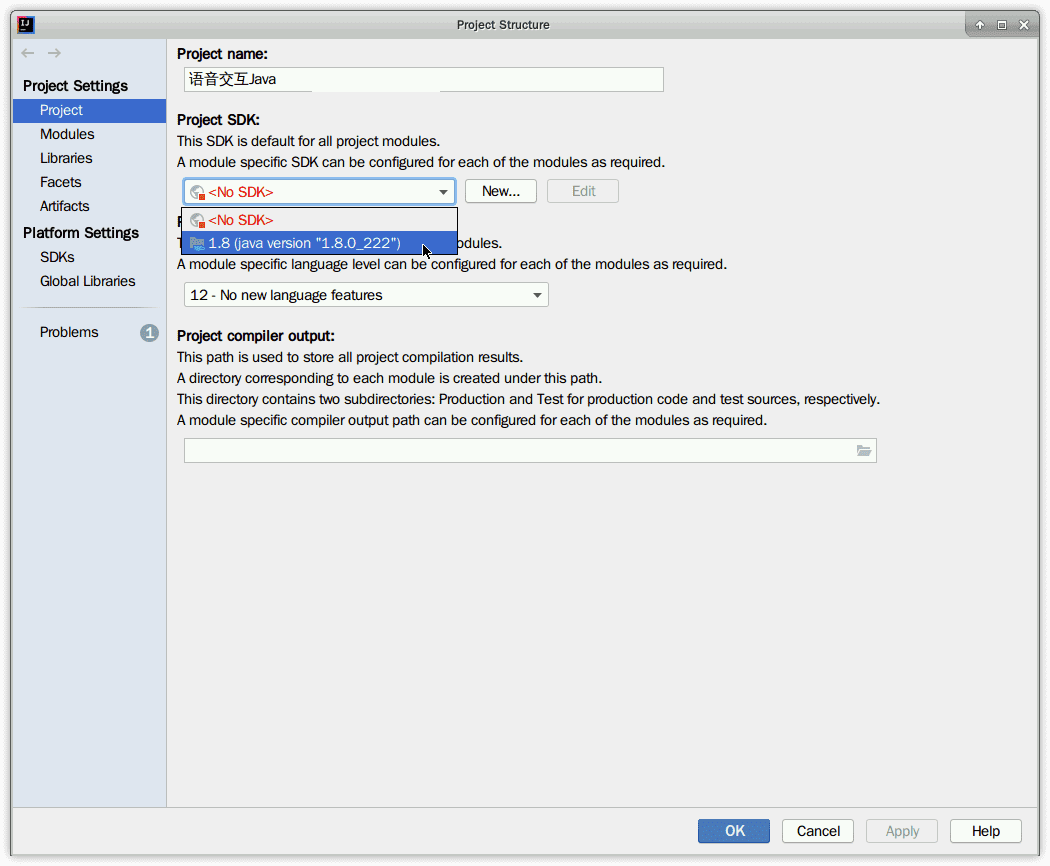 Project Structure
Project Settings
Project
Modules
Libraries
Facets
Artifacts
Platform Settings
SDKs
Global Libraries
Problems 1
Project name:
语音交互Java
Project SDK:
This SDK is default for all project modules.
A module specific SDK can be configured for each of the modules as required.
<No SDK> New... Edit
<No SDK>
1.8 (java version "1.8.0_222")
odules.
A module specific language level can be configured for each of the modules as required.
12 - No new language features
Project compiler output:
This path is used to store all project compilation results.
A directory corresponding to each module is created under this path.
This directory contains two subdirectories: Production and Test for production code and test sources, respectively.
A module specific compiler output path can be configured for each of the modules as required.
OK Cancel Apply Help